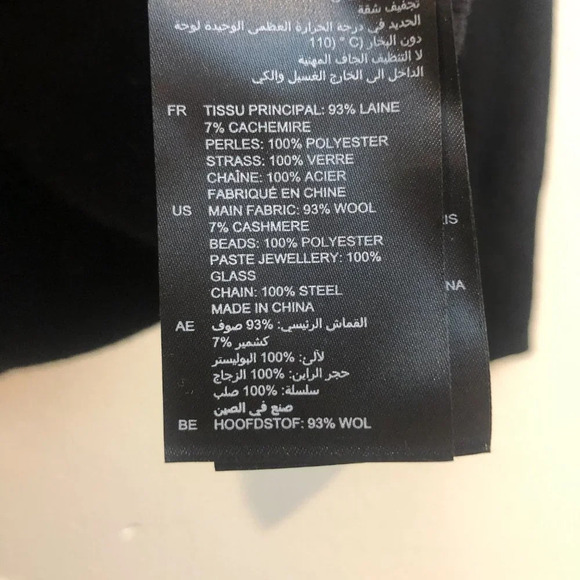 تجفيف شقة
الحديد في درجة الحرارة العظمى الوحيدة لوحة
دون البخار (C ° (110
لا التنظيف الجاف المهنية
الداخل الى الخارج الغسيل والكي
FR TISSU PRINCIPAL: 93% LAINE
7% CACHEMIRE
PERLES: 100% POLYESTER
STRASS: 100% VERRE
CHAÎNE: 100% ACIER
FABRIQUÉ EN CHINE
US MAIN FABRIC: 93% WOOL
7% CASHMERE
BEADS: 100% POLYESTER
PASTE JEWELLERY: 100%
GLASS
CHAIN: 100% STEEL
MADE IN CHINA
AE القماش الرئيسي: 93% صوف
كشمير %7
لآلئ: 100% البوليستر
حجر الراين: 100% الزجاج
سلسلة: 100% صلب
صنع في الصين
BE HOOFDSTOF: 93% WOL
IS
NA